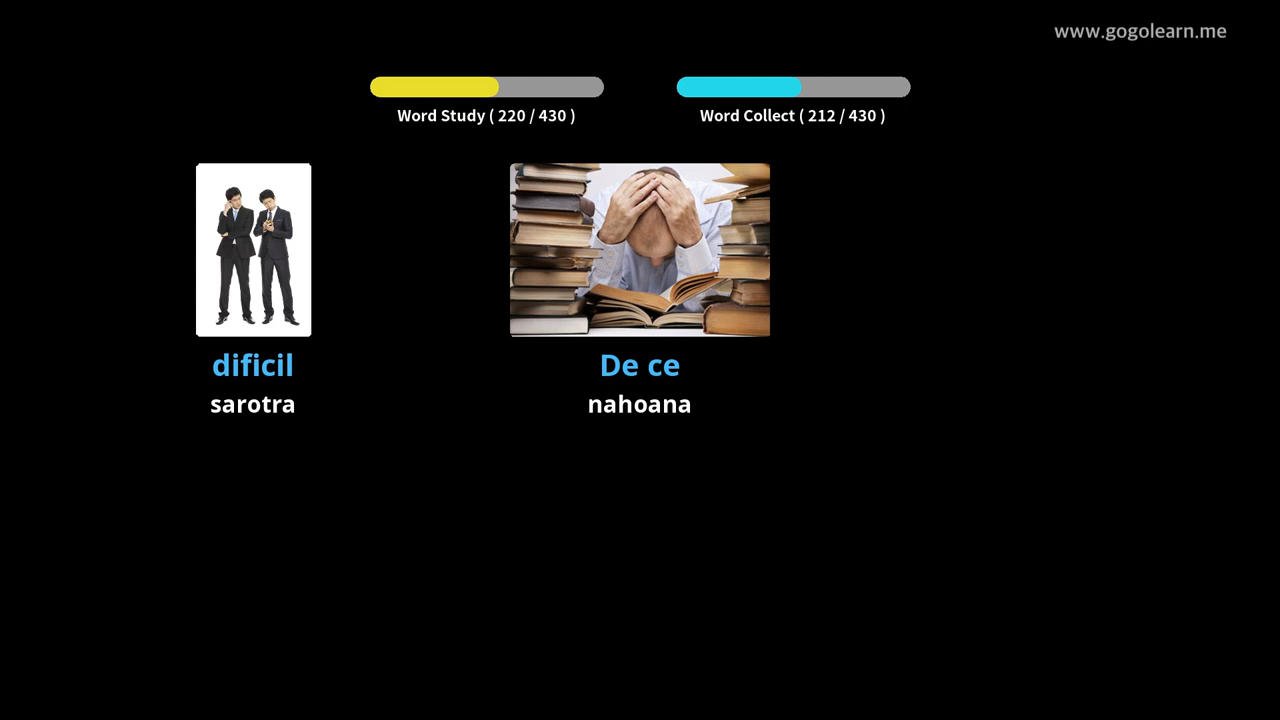 www.gogolearn.me
Word Study ( 220 / 430 )
Word Collect ( 212 / 430 )
dificil
sarotra
De ce
nahoana